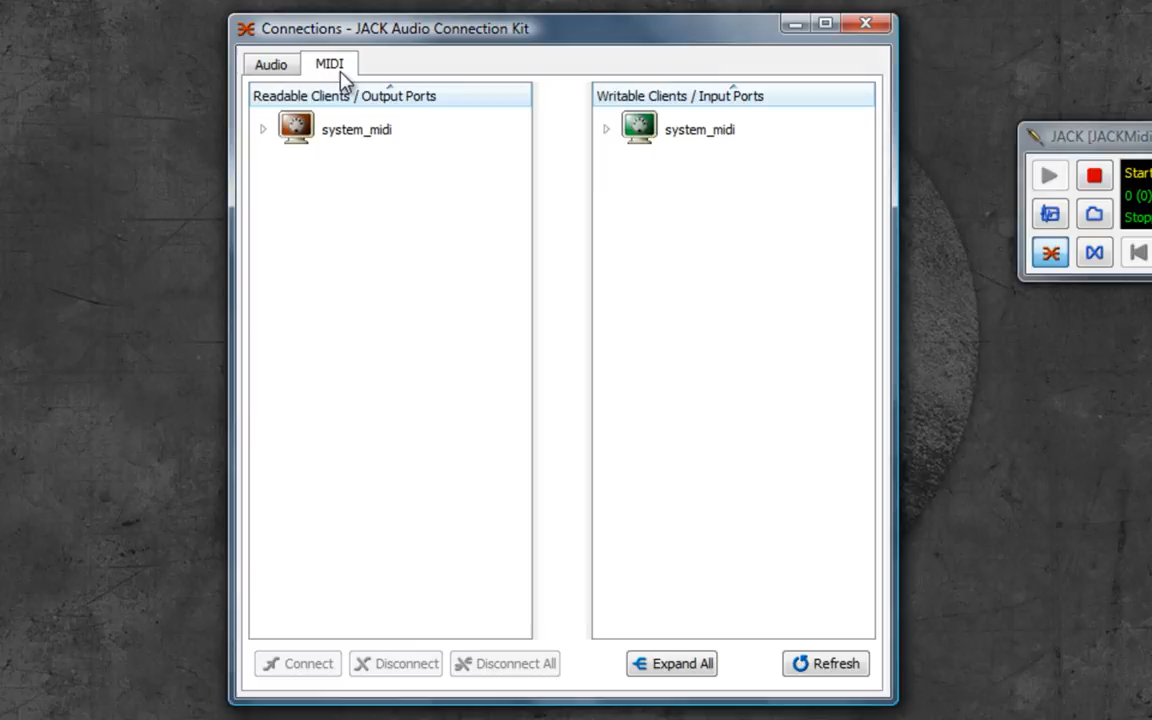 Connections - JACK Audio Connection Kit
Audio
MIDI
Readable Clients / Output Ports
Writable Clients / Input Ports
system_midi
system_midi
JACK [JACKMidi
Start
0 (0)
Stop
Connect
Disconnect
Disconnect All
Expand All
Refresh